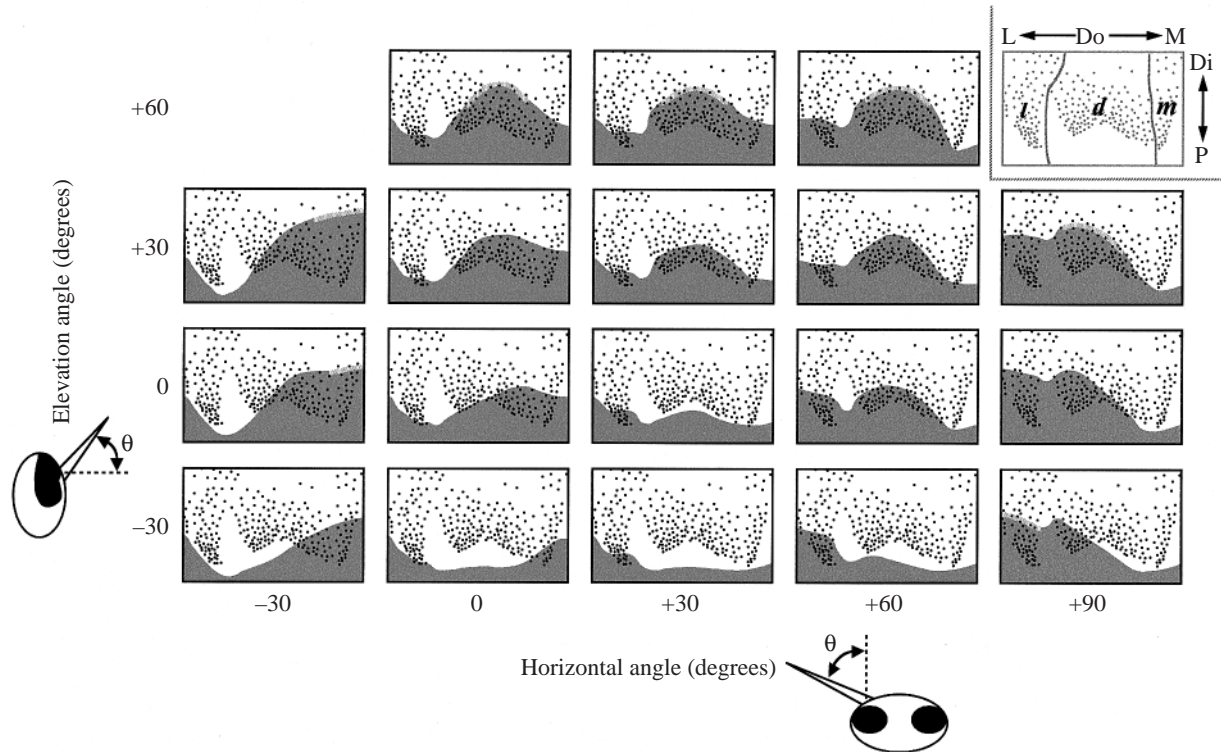 L Do M
Di
l d m
P
+60
+30
0
–30
Elevation angle (degrees)
θ
–30 0 +30 +60 +90
Horizontal angle (degrees)
θ